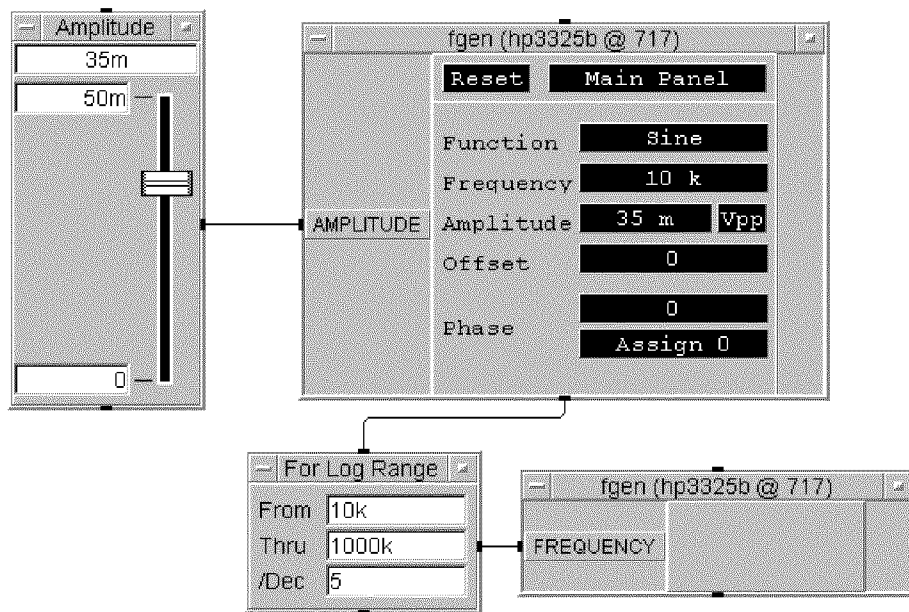 Amplitude
35m
50m
0
fgen (hp3325b @ 717)
Reset Main Panel
Function Sine
Frequency 10 k
AMPLITUDE Amplitude 35 m Vpp
Offset 0
Phase 0
Assign 0
For Log Range
From 10k
Thru 1000k
/Dec 5
fgen (hp3325b @ 717)
FREQUENCY